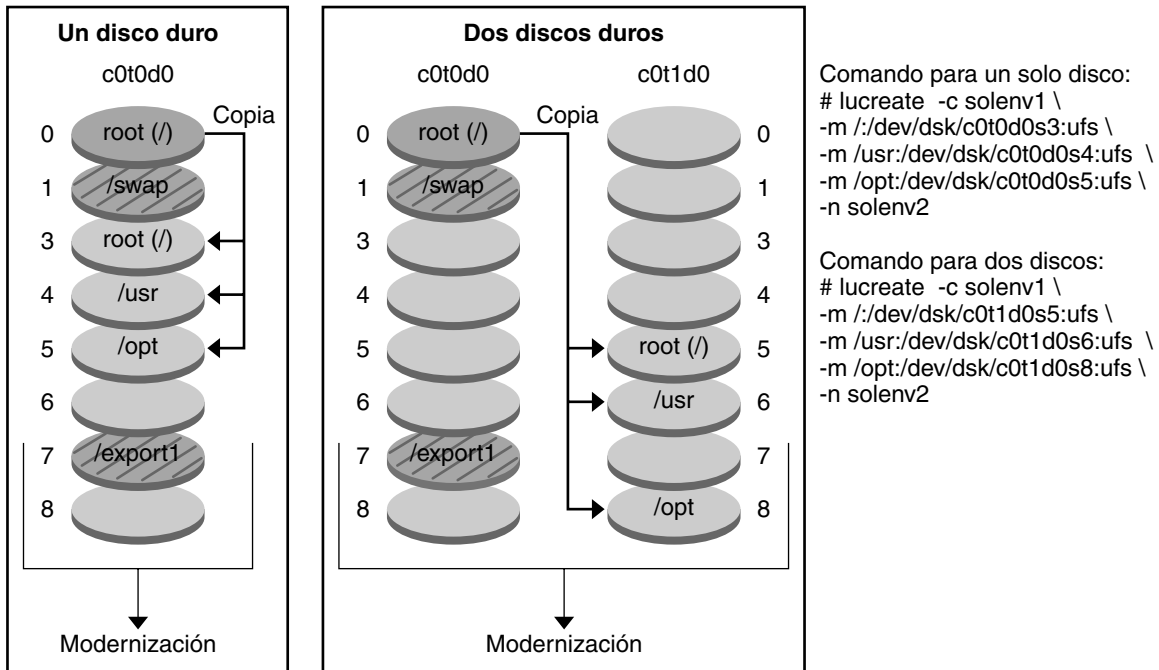 Un disco duro
c0t0d0
Copia
0 root (/)
1 /swap
3 root (/)
4 /usr
5 /opt
6
7 /export1
8
Modernización
Dos discos duros
c0t0d0 c0t1d0
Copia
0 root (/) 0
1 /swap 1
3 3
4 4
5 root (/) 5
6 /usr 6
7 /export1 7
8 /opt 8
Modernización
Comando para un solo disco:
# lucreate -c solenv1 \
-m /:/dev/dsk/c0t0d0s3:ufs \
-m /usr:/dev/dsk/c0t0d0s4:ufs \
-m /opt:/dev/dsk/c0t0d0s5:ufs \
-n solenv2
Comando para dos discos:
# lucreate -c solenv1 \
-m /:/dev/dsk/c0t1d0s5:ufs \
-m /usr:/dev/dsk/c0t1d0s6:ufs \
-m /opt:/dev/dsk/c0t1d0s8:ufs \
-n solenv2